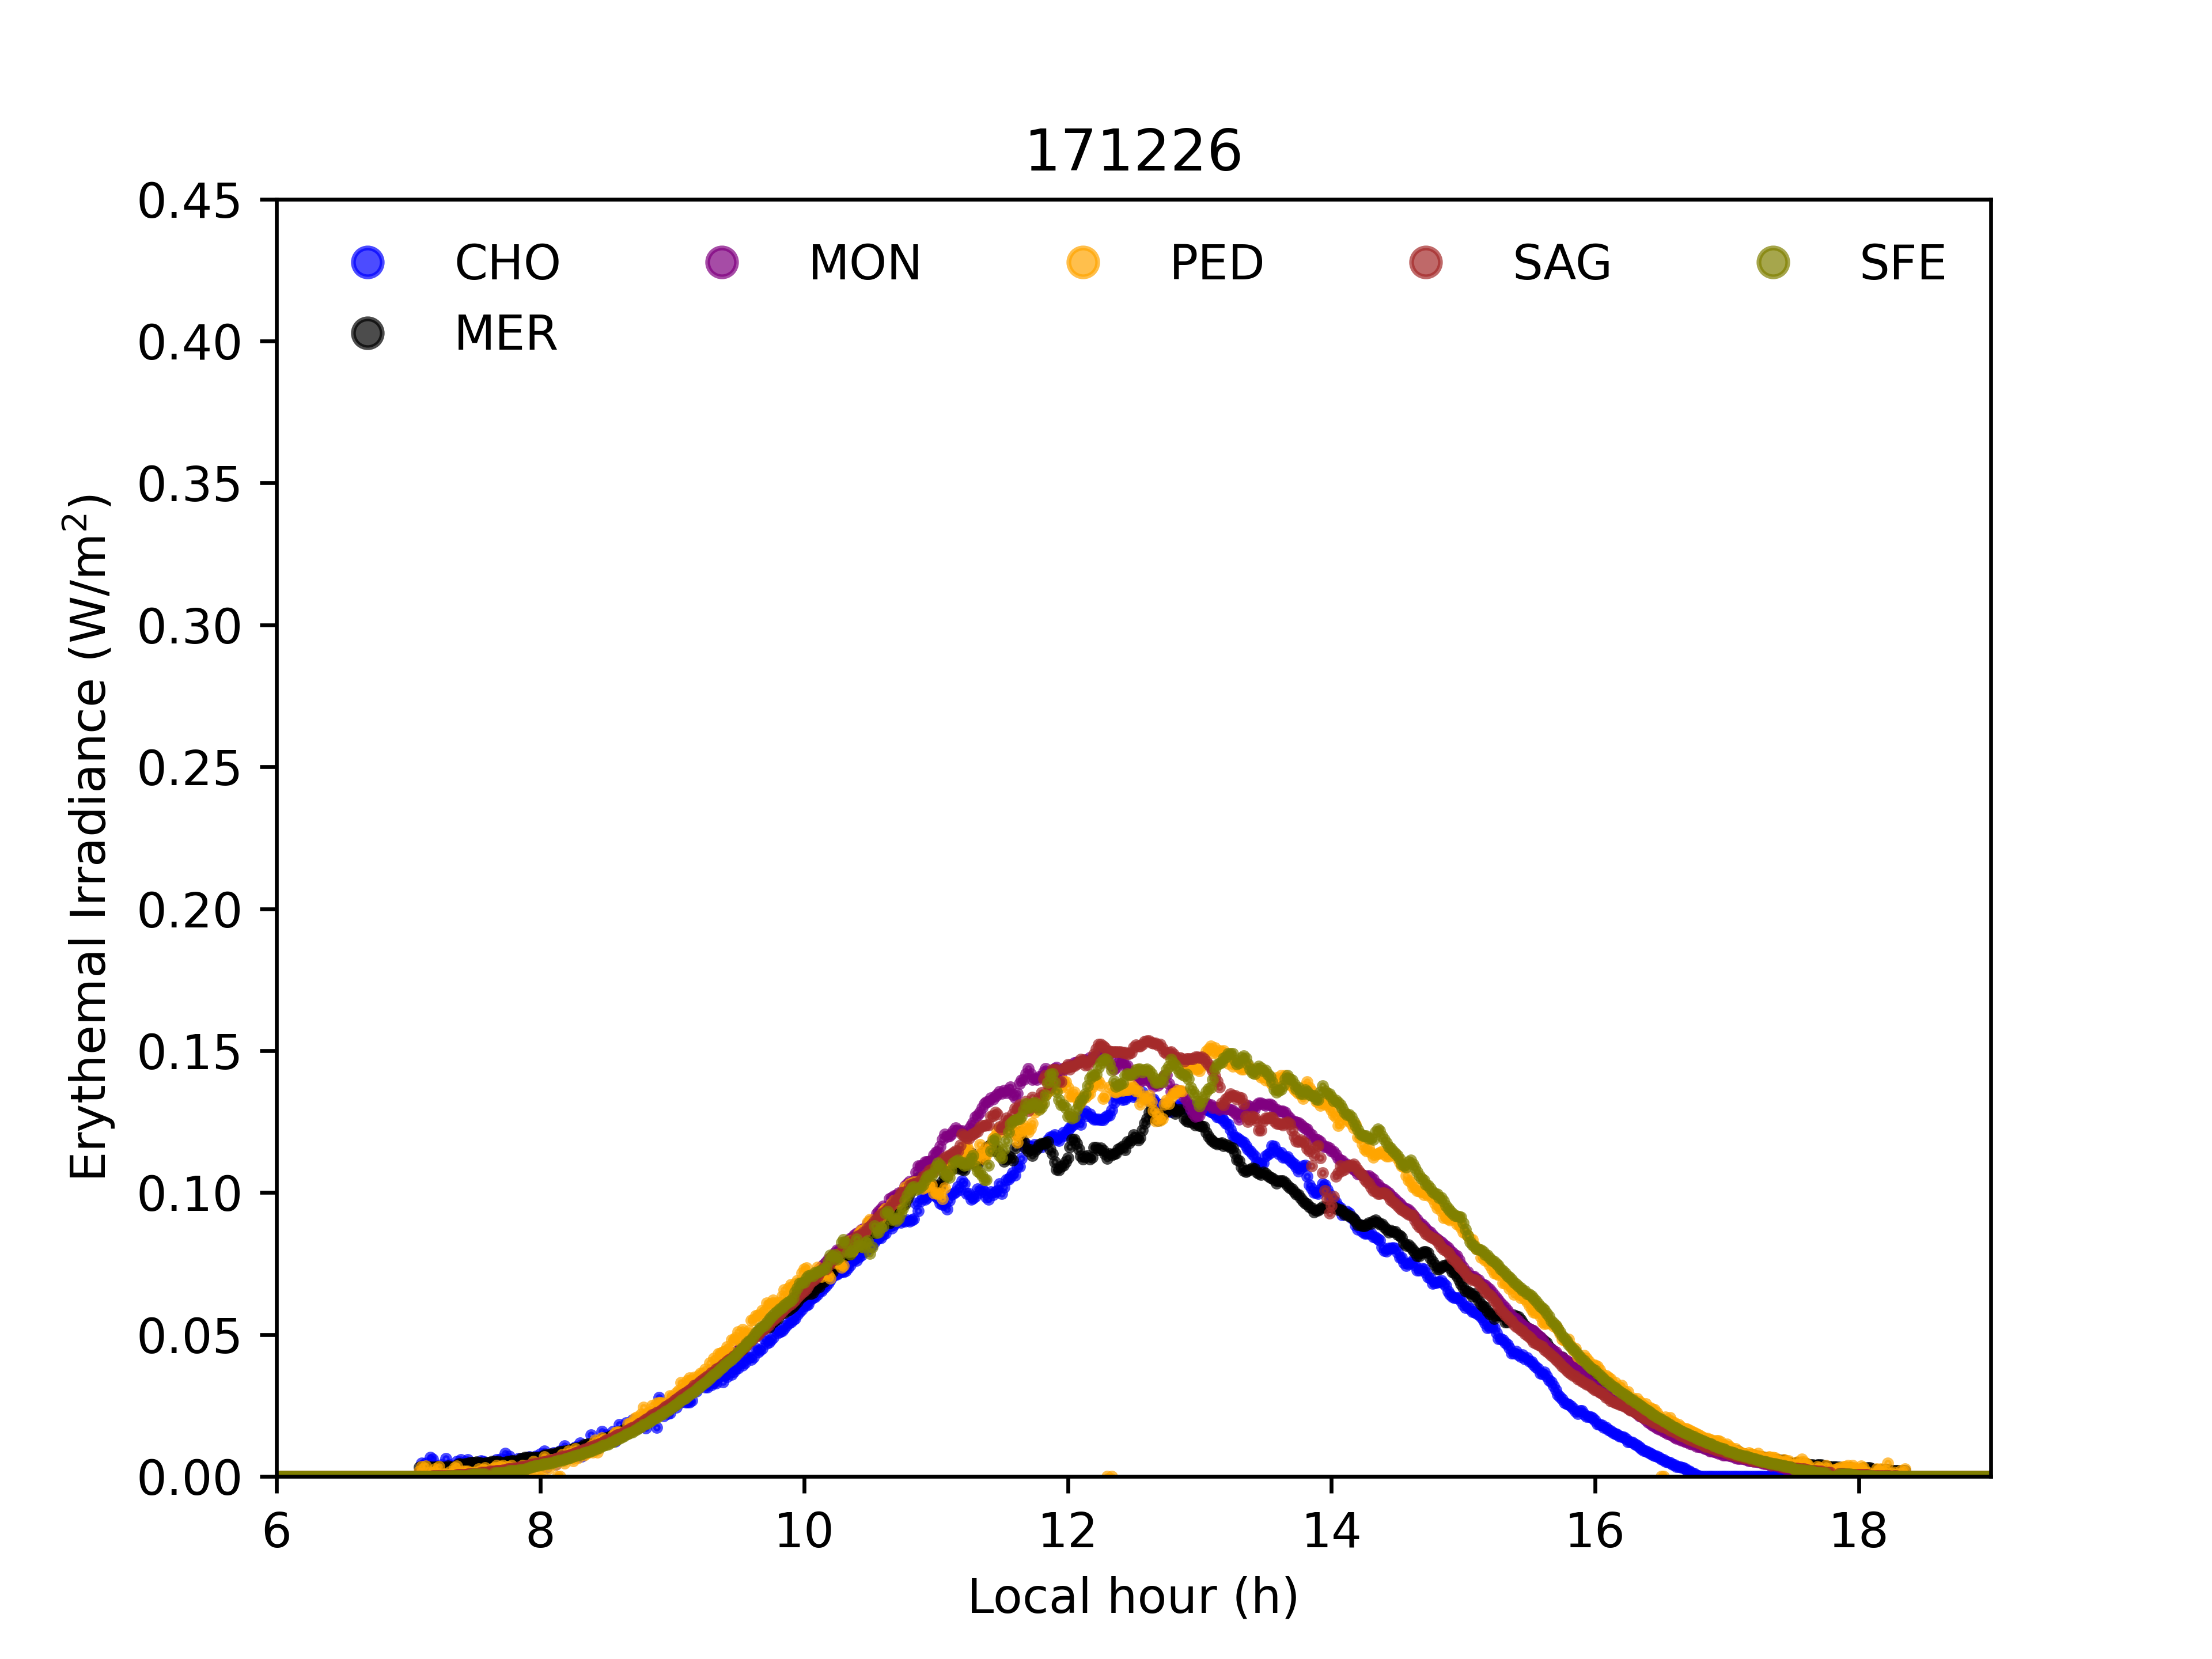 171226
0.45
0.40
0.35
0.30
0.25
0.20
0.15
0.10
0.05
0.00
Erythemal Irradiance (W/m²)
CHO MON PED SAG SFE
MER
6 8 10 12 14 16 18
Local hour (h)